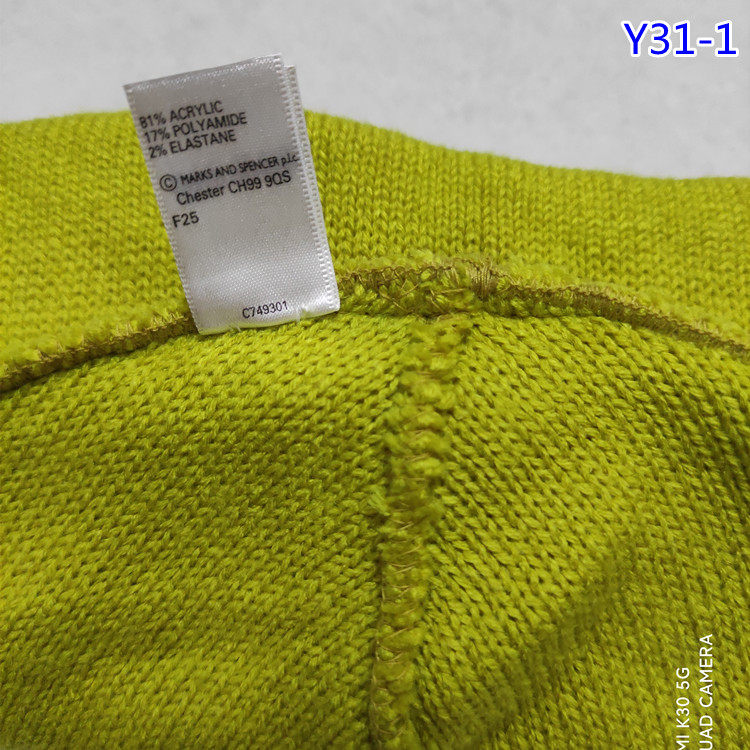 Y31-1
81% ACRYLIC
17% POLYAMIDE
2% ELASTANE
© MARKS AND SPENCER p.l.c.
Chester CH99 9QS
F25
C749301
MI K30 5G
UAD CAMERA